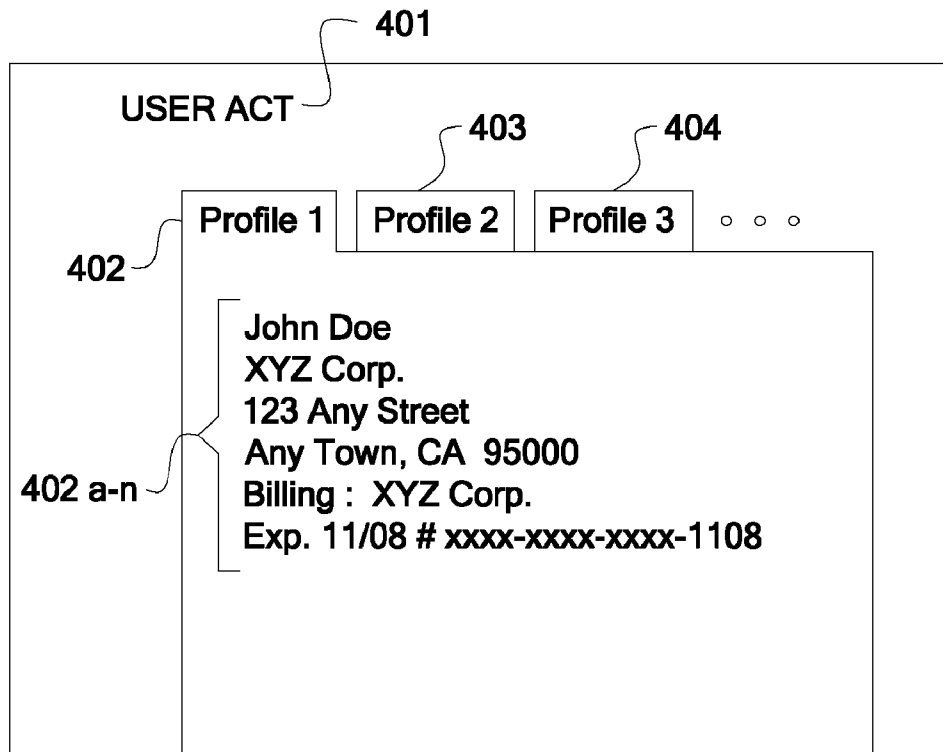 401
USER ACT
403
404
Profile 1
Profile 2
Profile 3
402
John Doe
XYZ Corp.
123 Any Street
Any Town, CA 95000
402 a-n
Billing : XYZ Corp.
Exp. 11/08 # xxxx-xxxx-xxxx-1108